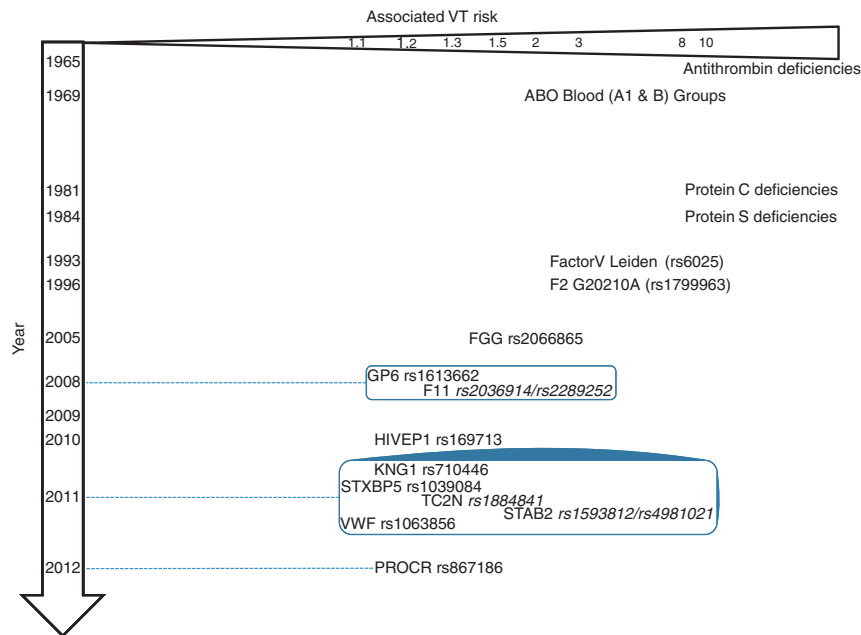 Associated VT risk
1.1 1.2 1.3 1.5 2 3 8 10
1965 Antithrombin deficiencies
1969 ABO Blood (A1 & B) Groups
1981 Protein C deficiencies
1984 Protein S deficiencies
1993 FactorV Leiden (rs6025)
1996 F2 G20210A (rs1799963)
Year
2005 FGG rs2066865
GP6 rs1613662
2008
F11 rs2036914/rs2289252
2009
2010 HIVEP1 rs169713
KNG1 rs710446
STXBP5 rs1039084
2011
TC2N rs1884841
STAB2 rs1593812/rs4981021
VWF rs1063856
2012 PROCR rs867186